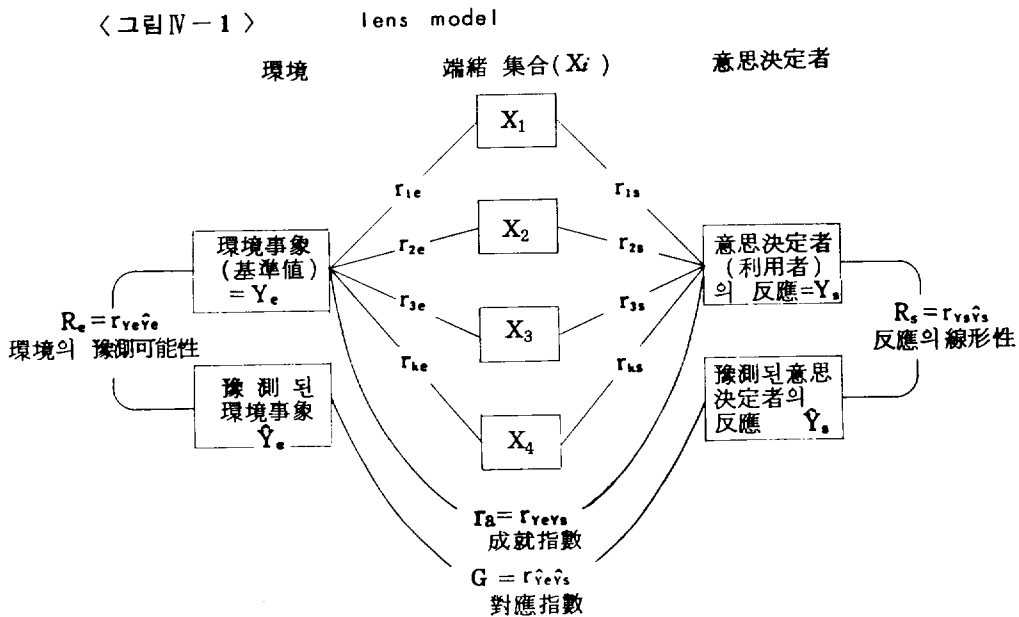 〈그림Ⅳ-1〉 lens model
環境 端緒 集合(Xi) 意思決定者
X₁
r₁ₑ r₁ₛ
X₂
r₂ₑ r₂ₛ
環境事象
(基準値)
=Yₑ
意思決定者
(利用者)
의 反應=Yₛ
r₃ₑ r₃ₛ
X₃
Rₑ=rYeŶe
環境의 豫測可能性
Rₛ=rYsŶs
反應의線形性
rₖₑ rₖₛ
豫 測 된
環境事象
Ŷₑ
豫測된意思
決定者의
反應 Ŷₛ
X₄
ra=rYeYs
成就指數
G=rŶeŶs
對應指數